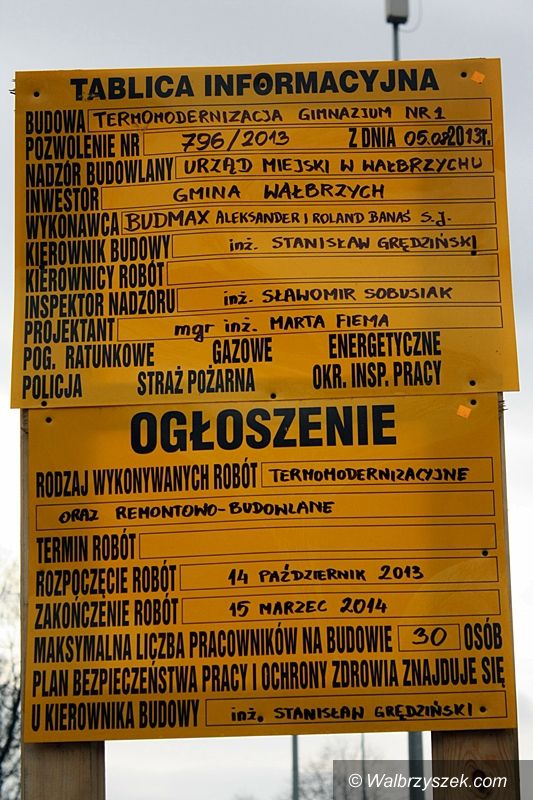 TABLICA INFORMACYJNA
BUDOWA TERMOMODERNIZACJA GIMNAZJUM NR 1
POZWOLENIE NR 796/2013 Z DNIA 05.08.2013r.
NADZÓR BUDOWLANY URZĄD MIEJSKI W WAŁBRZYCHU
INWESTOR GMINA WAŁBRZYCH
WYKONAWCA BUDMAX ALEKSANDER I ROLAND BANAŚ S.J.
KIEROWNIK BUDOWY inż. STANISŁAW GRĘDZIŃSKI
KIEROWNICY ROBÓT
INSPEKTOR NADZORU inż. SŁAWOMIR SOBUSIAK
PROJEKTANT mgr inż. MARTA FIEMA
POG. RATUNKOWE GAZOWE ENERGETYCZNE
POLICJA STRAŻ POŻARNA OKR. INSP. PRACY
OGŁOSZENIE
RODZAJ WYKONYWANYCH ROBÓT TERMOMODERNIZACYJNE
ORAZ REMONTOWO-BUDOWLANE
TERMIN ROBÓT
ROZPOCZĘCIE ROBÓT 14 PAŹDZIERNIK 2013
ZAKOŃCZENIE ROBÓT 15 MARZEC 2014
MAKSYMALNA LICZBA PRACOWNIKÓW NA BUDOWIE 30 OSÓB
PLAN BEZPIECZEŃSTWA PRACY I OCHRONY ZDROWIA ZNAJDUJE SIĘ
U KIEROWNIKA BUDOWY inż. STANISŁAW GRĘDZIŃSKI
© Walbrzyszek.com